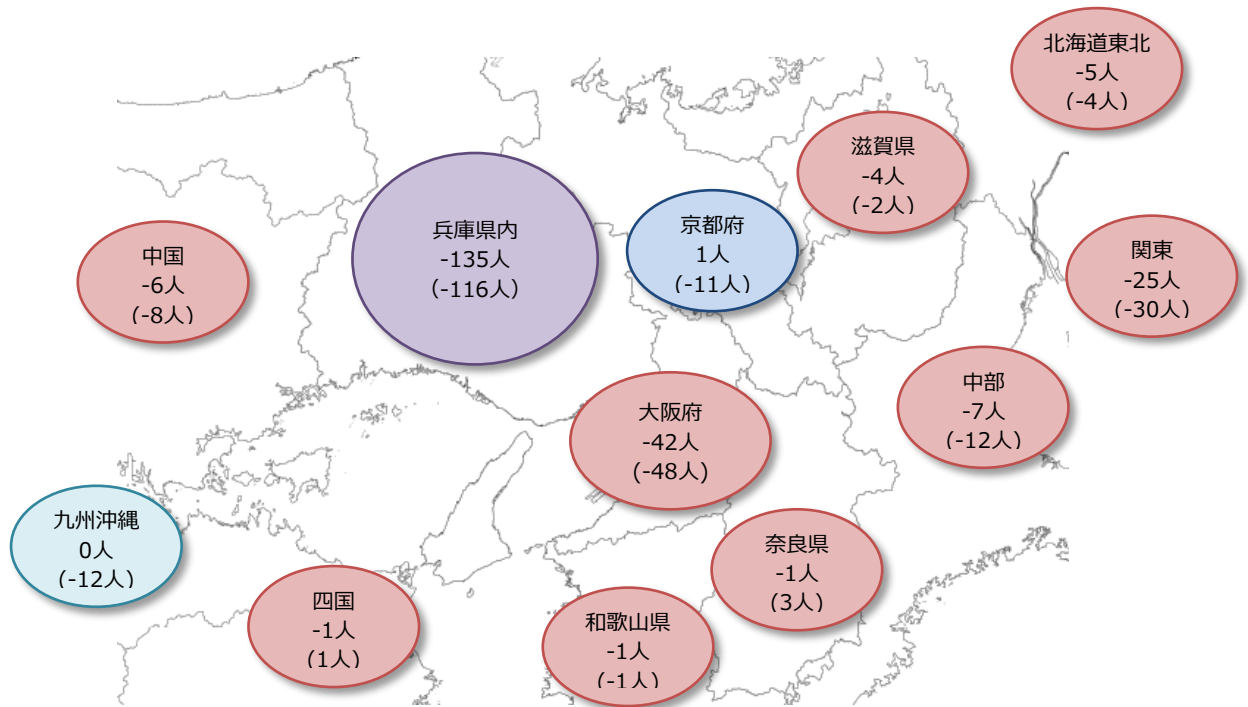 北海道東北
-5人
(-4人)
滋賀県
-4人
(-2人)
兵庫県内
-135人
(-116人)
京都府
1人
(-11人)
中国
-6人
(-8人)
関東
-25人
(-30人)
中部
-7人
(-12人)
大阪府
-42人
(-48人)
九州沖縄
0人
(-12人)
奈良県
-1人
(3人)
四国
-1人
(1人)
和歌山県
-1人
(-1人)